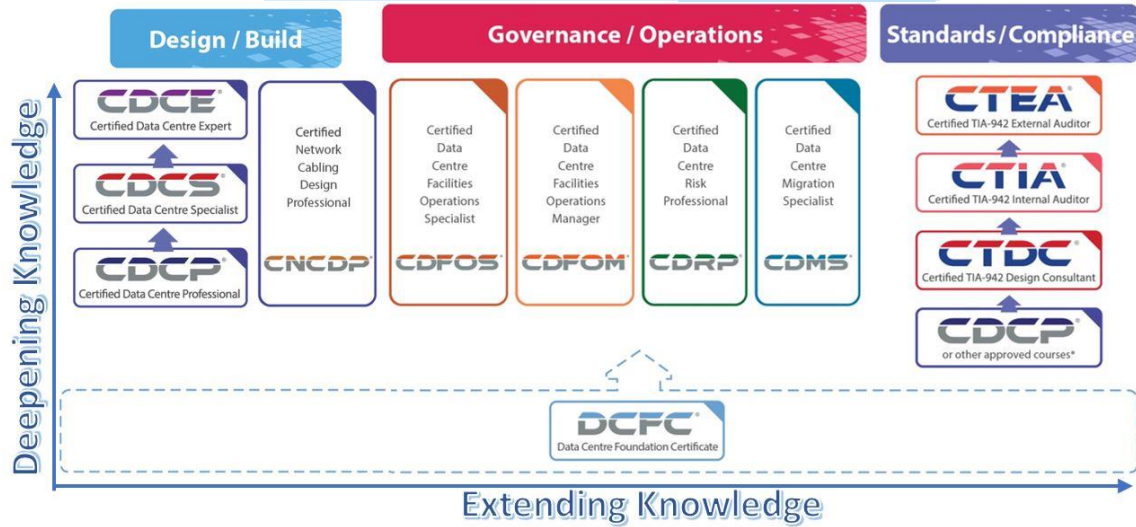 Design / Build
Governance / Operations
Standards / Compliance
Deepening Knowledge
CDCE®
Certified Data Centre Expert
CDCS®
Certified Data Centre Specialist
CDCP®
Certified Data Centre Professional
Certified
Network
Cabling
Design
Professional
CNCDP®
Certified
Data
Centre
Facilities
Operations
Specialist
CDFOS®
Certified
Data
Centre
Facilities
Operations
Manager
CDFOM®
Certified
Data
Centre
Risk
Professional
CDRP®
Certified
Data
Centre
Migration
Specialist
CDMS®
CTEA®
Certified TIA-942 External Auditor
CTIA®
Certified TIA-942 Internal Auditor
CTDC®
Certified TIA-942 Design Consultant
CDCP®
or other approved courses*
DCFC®
Data Centre Foundation Certificate
Extending Knowledge